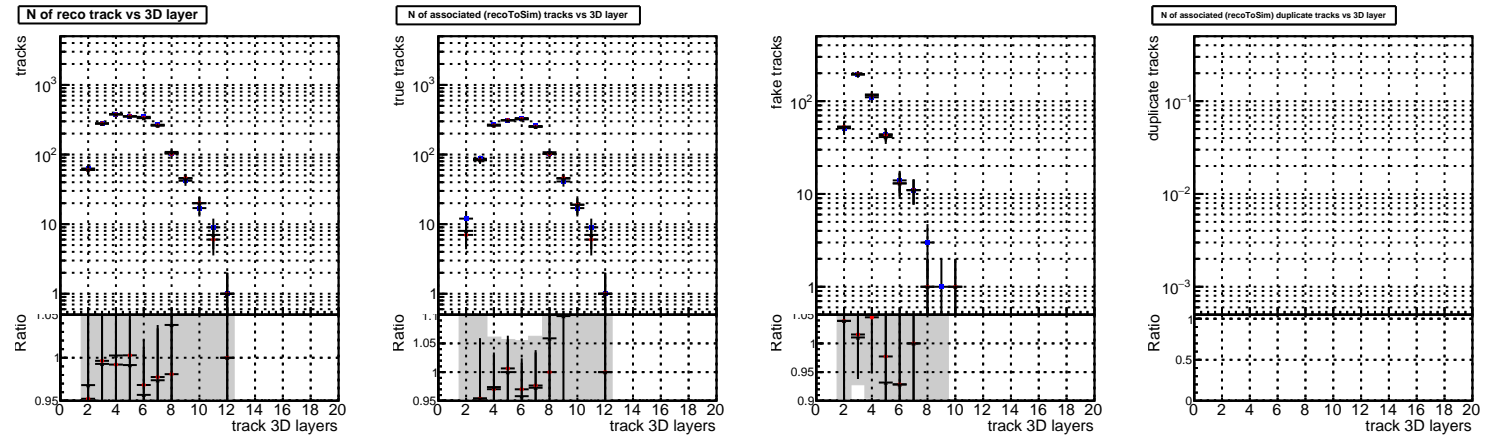 N of reco track vs 3D layer
tracks
10³
10²
10
1
Ratio
1.05
1
0.95
0 2 4 6 8 10 12 14 16 18 20
track 3D layers
N of associated (recoToSim) tracks vs 3D layer
true tracks
10³
10²
10
1
Ratio
1.1
1.05
1
0.95
0 2 4 6 8 10 12 14 16 18 20
track 3D layers
fake tracks
10²
10
1
Ratio
1.05
1
0.95
0.9
0 2 4 6 8 10 12 14 16 18 20
track 3D layers
N of associated (recoToSim) duplicate tracks vs 3D layer
duplicate tracks
10⁻¹
10⁻²
10⁻³
Ratio
1
0.5
0
0 2 4 6 8 10 12 14 16 18 20
track 3D layers